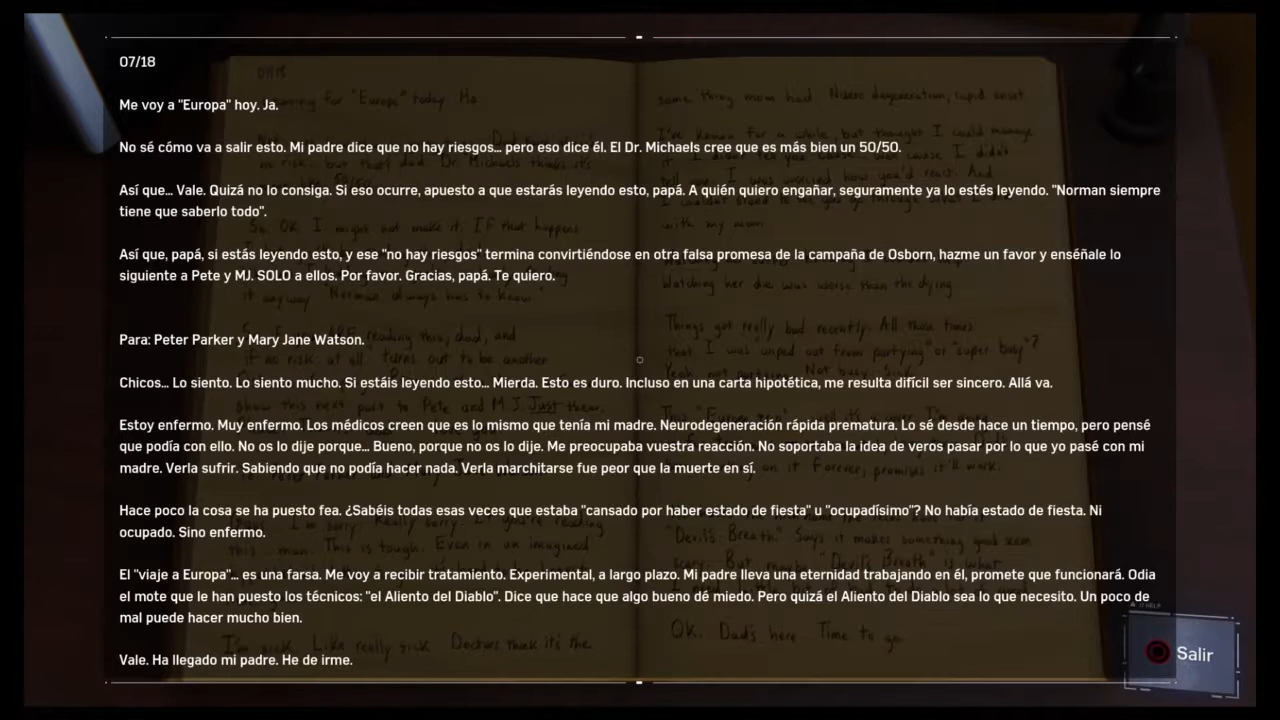 07/18
Me voy a "Europa" hoy. Ja.
No sé cómo va a salir esto. Mi padre dice que no hay riesgos... pero eso dice él. El Dr. Michaels cree que es más bien un 50/50.
Así que... Vale. Quizá no lo consiga. Si eso ocurre, apuesto a que estarás leyendo esto, papá. A quién quiero engañar, seguramente ya lo estés leyendo. "Norman siempre
tiene que saberlo todo".
Así que, papá, si estás leyendo esto, y ese "no hay riesgos" termina convirtiéndose en otra falsa promesa de la campaña de Osborn, hazme un favor y enséñale lo
siguiente a Pete y MJ. SOLO a ellos. Por favor. Gracias, papá. Te quiero.
Para: Peter Parker y Mary Jane Watson.
Chicos... Lo siento. Lo siento mucho. Si estáis leyendo esto... Mierda. Esto es duro. Incluso en una carta hipotética, me resulta difícil ser sincero. Allá va.
Estoy enfermo. Muy enfermo. Los médicos creen que es lo mismo que tenía mi madre. Neurodegeneración rápida prematura. Lo sé desde hace un tiempo, pero pensé
que podía con ello. No os lo dije porque... Bueno, porque no os lo dije. Me preocupaba vuestra reacción. No soportaba la idea de veros pasar por lo que yo pasé con mi
madre. Verla sufrir. Sabiendo que no podía hacer nada. Verla marchitarse fue peor que la muerte en sí.
Hace poco la cosa se ha puesto fea. ¿Sabéis todas esas veces que estaba "cansado por haber estado de fiesta" u "ocupadísimo"? No había estado de fiesta. Ni
ocupado. Sino enfermo.
El "viaje a Europa"... es una farsa. Me voy a recibir tratamiento. Experimental, a largo plazo. Mi padre lleva una eternidad trabajando en él, promete que funcionará. Odia
el mote que le han puesto los técnicos: "el Aliento del Diablo". Dice que hace que algo bueno dé miedo. Pero quizá el Aliento del Diablo sea lo que necesito. Un poco de
mal puede hacer mucho bien.
Vale. Ha llegado mi padre. He de irme.
Salir